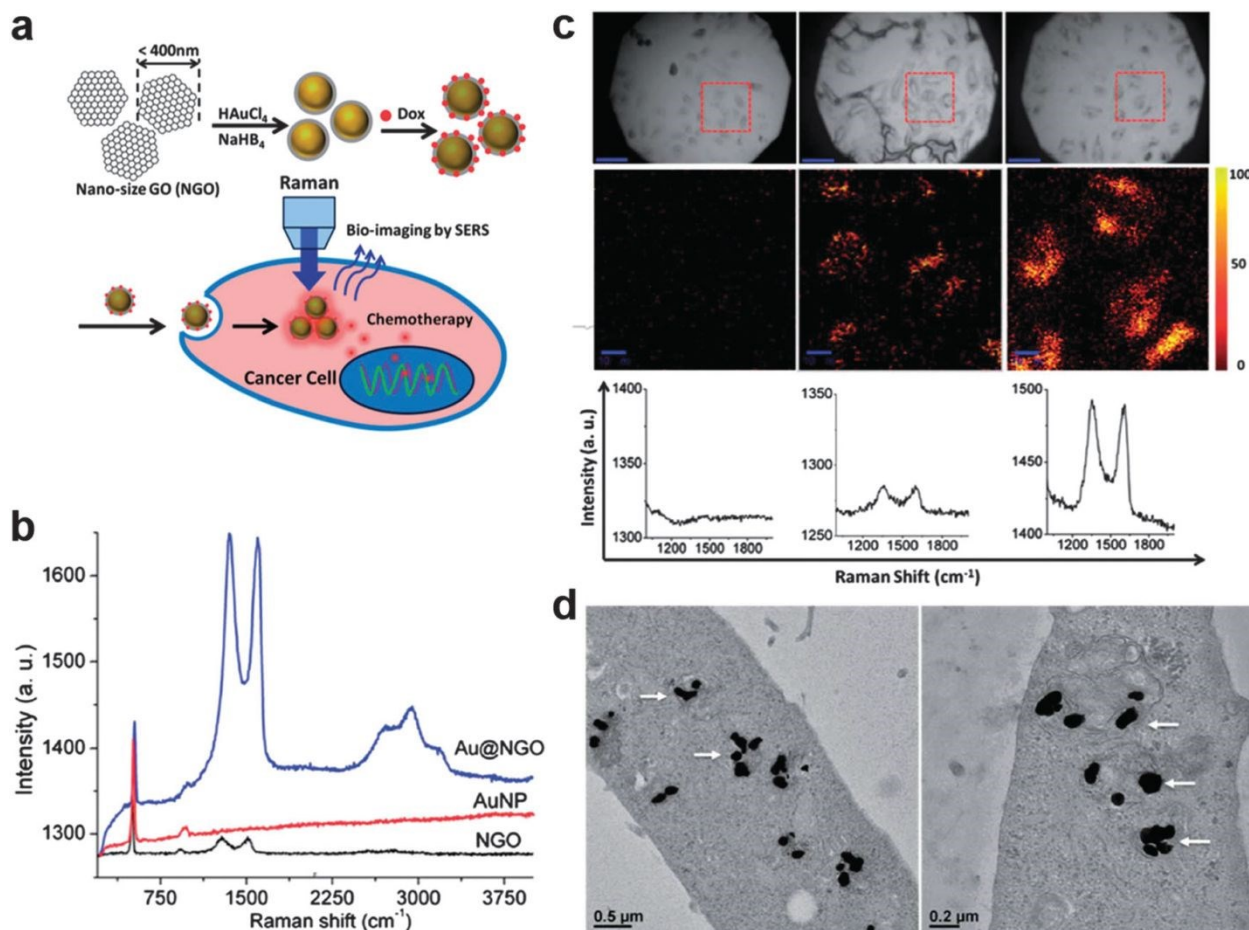 a
< 400nm
HAuCl4
NaHB4
Dox
Nano-size GO (NGO)
Raman
Bio-imaging by SERS
Chemotherapy
Cancer Cell
b
1600
1500
1400
1300
Intensity (a. u.)
Au@NGO
AuNP
NGO
750 1500 2250 3000 3750
Raman shift (cm-1)
c
100
50
0
1400
1350
1300
1200 1500 1800
1350
1300
1250
1200 1500 1800
1500
1450
1400
1200 1500 1800
Intensity (a. u.)
Raman Shift (cm-1)
d
0.5 μm
0.2 μm